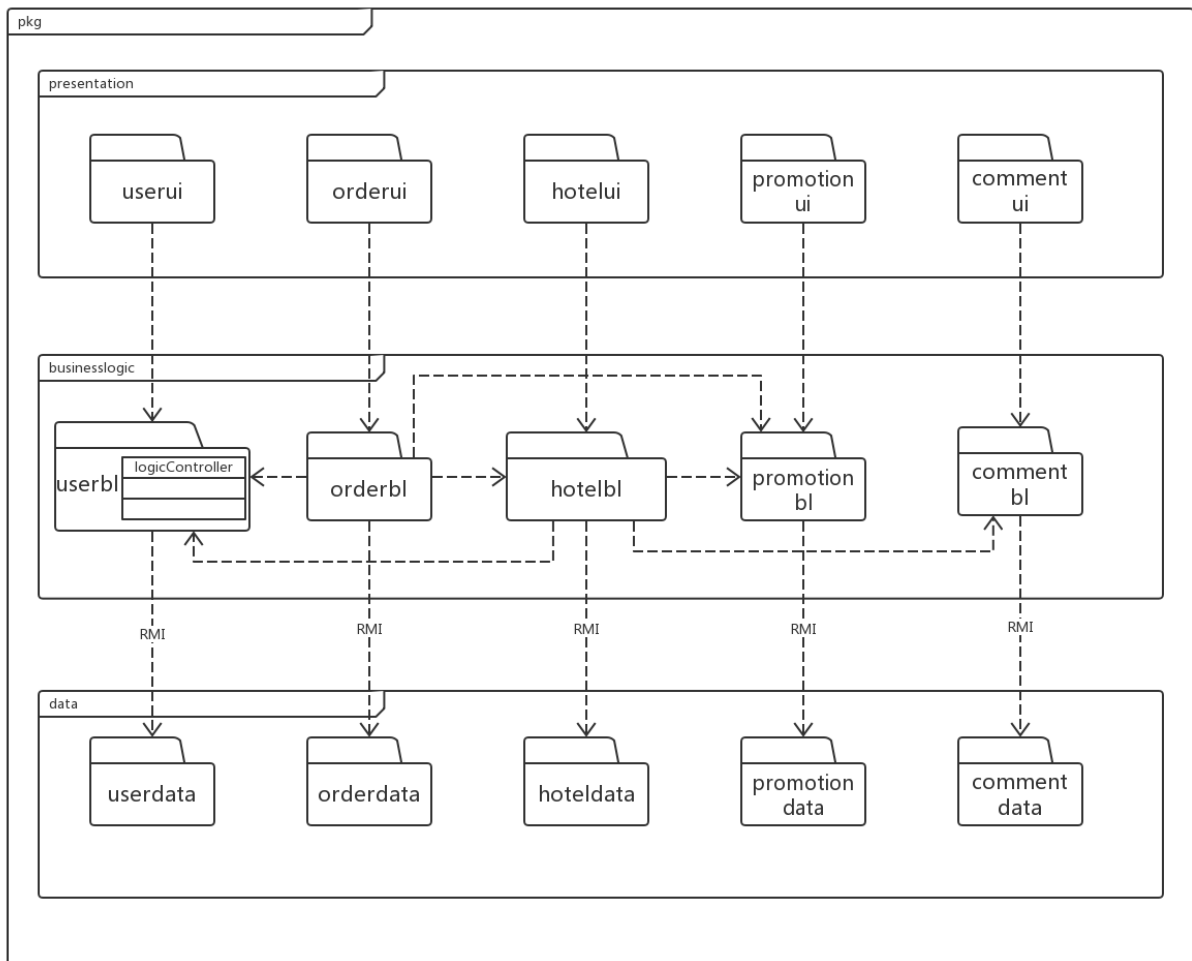 pkg
presentation
userui
orderui
hotelui
promotion
ui
comment
ui
businesslogic
userbl
logicController
orderbl
hotelbl
promotion
bl
comment
bl
RMI
RMI
RMI
RMI
RMI
data
userdata
orderdata
hoteldata
promotion
data
comment
data